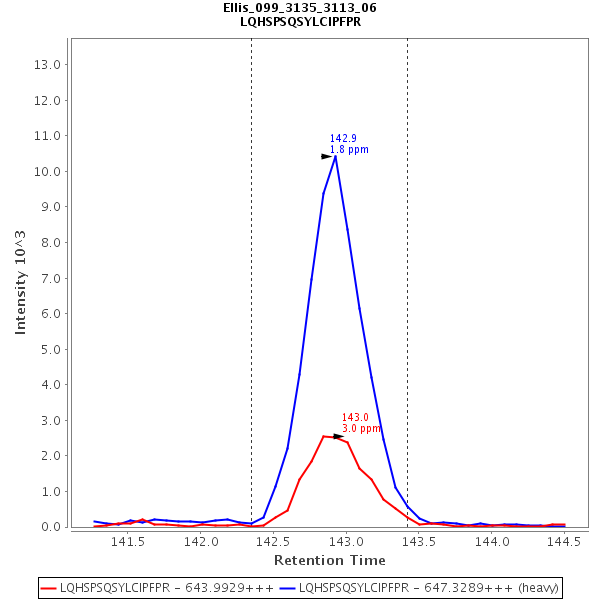 Ellis_099_3135_3113_06
LQHSPSQSYLCIPFPR
13.0
12.0
11.0
10.0
9.0
8.0
7.0
6.0
5.0
4.0
3.0
2.0
1.0
0.0
Intensity 10^3
142.9
1.8 ppm
143.0
3.0 ppm
141.5 142.0 142.5 143.0 143.5 144.0 144.5
Retention Time
LQHSPSQSYLCIPFPR - 643.9929+++ LQHSPSQSYLCIPFPR - 647.3289+++ (heavy)